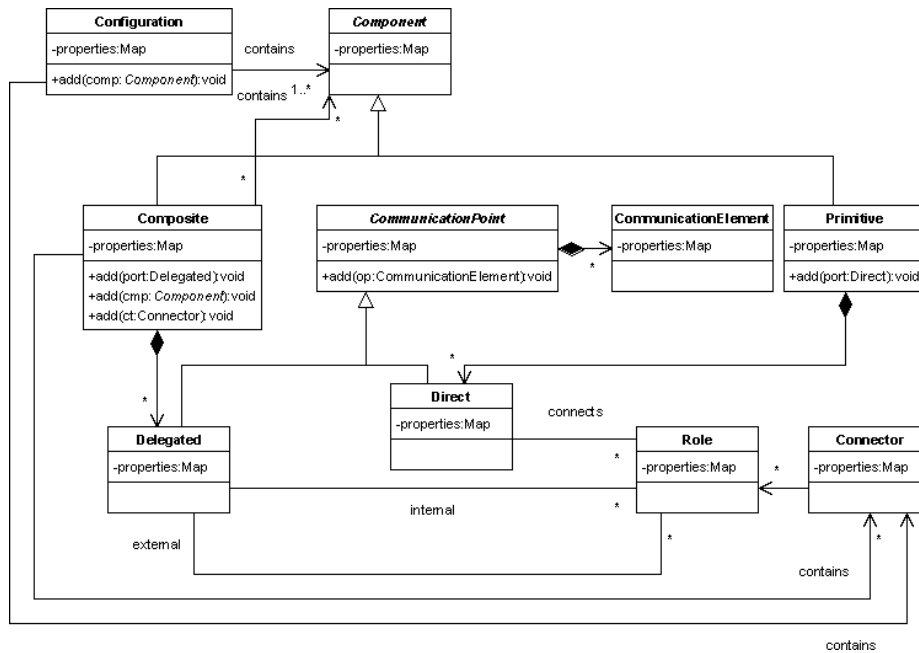 Configuration
-properties:Map
+add(comp: Component):void
contains
contains
1..*
*
*
Component
-properties:Map
Composite
-properties:Map
+add(port:Delegated):void
+add(cmp: Component):void
+add(ct:Connector):void
CommunicationPoint
-properties:Map
+add(op:CommunicationElement):void
*
CommunicationElement
-properties:Map
Primitive
-properties:Map
+add(port:Direct):void
*
*
Direct
-properties:Map
connects
*
Delegated
-properties:Map
internal
*
external
*
Role
-properties:Map
*
Connector
-properties:Map
*
contains
contains